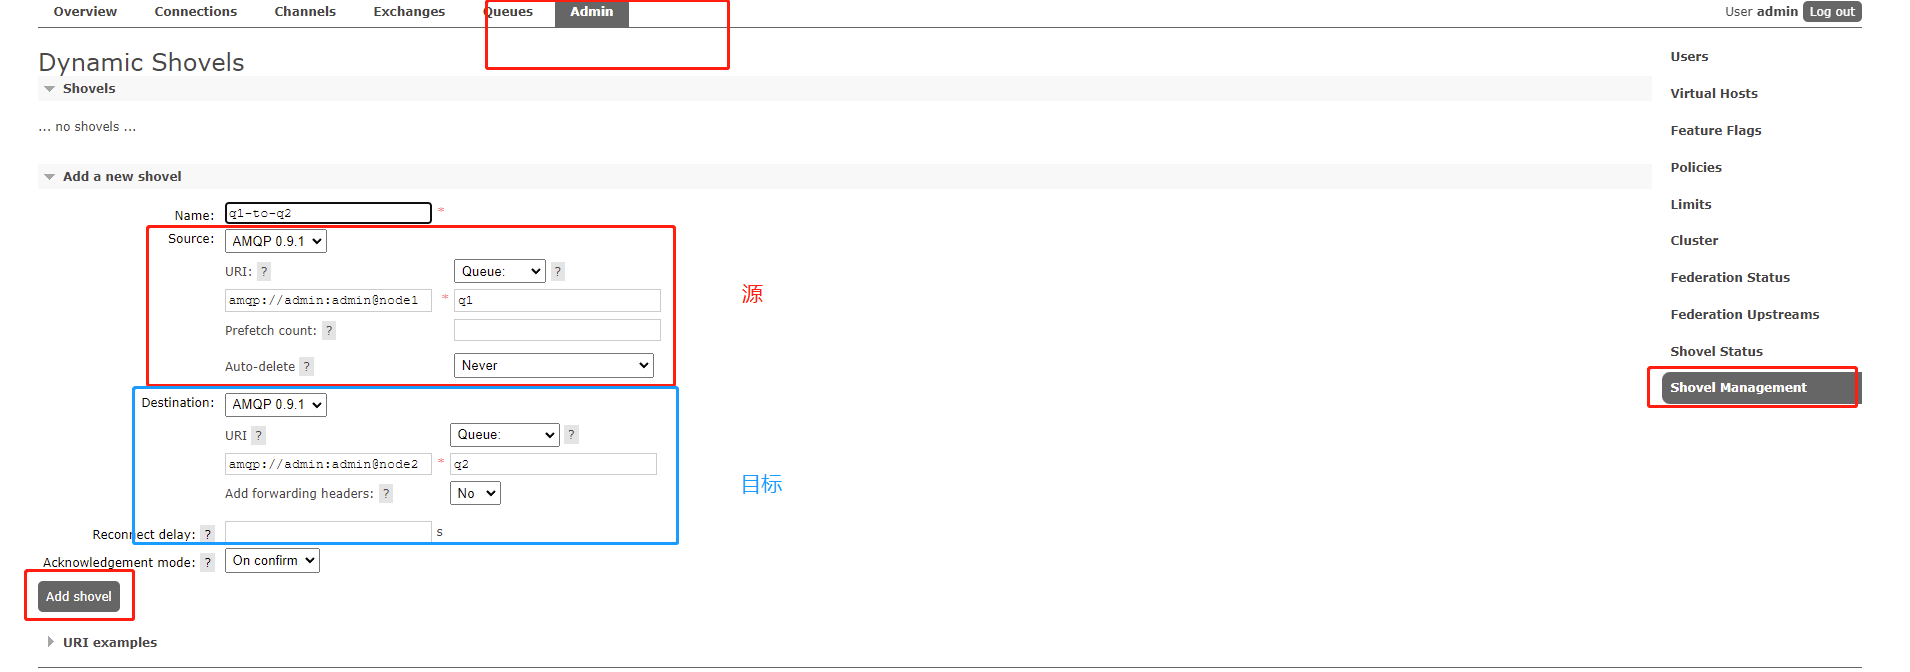 Overview Connections Channels Exchanges Queues Admin User admin Log out
Dynamic Shovels
Shovels
... no shovels ...
Add a new shovel
Name: q1-to-q2 *
Source: AMQP 0.9.1
URI: ? Queue: ?
amqp://admin:admin@node1 * q1
Prefetch count: ?
Auto-delete ? Never
源
Destination: AMQP 0.9.1
URI ? Queue: ?
amqp://admin:admin@node2 * q2
Add forwarding headers: ? No
目标
Reconnect delay: ? s
Acknowledgement mode: ? On confirm
Add shovel
URI examples
Users
Virtual Hosts
Feature Flags
Policies
Limits
Cluster
Federation Status
Federation Upstreams
Shovel Status
Shovel Management